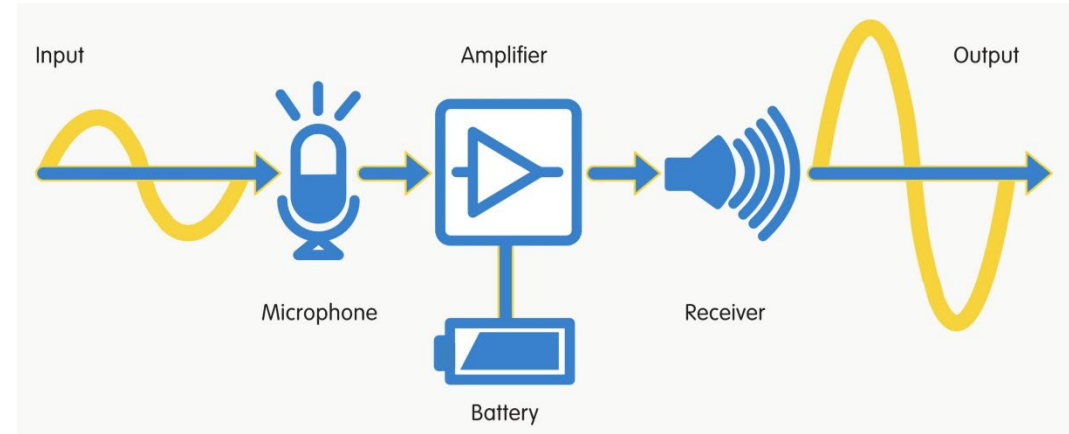 Input
Amplifier
Output
Microphone
Receiver
Battery